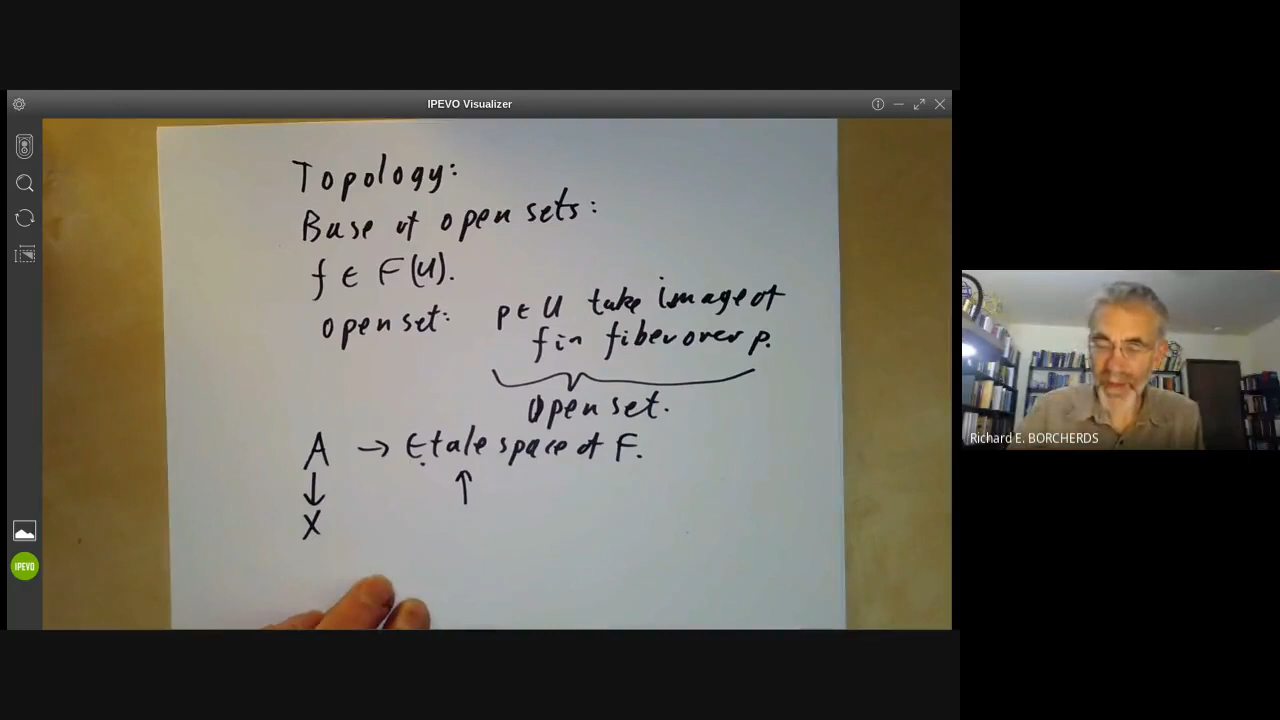 IPEVO Visualizer
Topology:
Base of open sets:
f ∈ F(U).
open set: p ∈ U take image of
f in fiber over p.
open set.
A → Etale space of F.
↓ ↑
X
IPEVO
Richard E. BORCHERDS